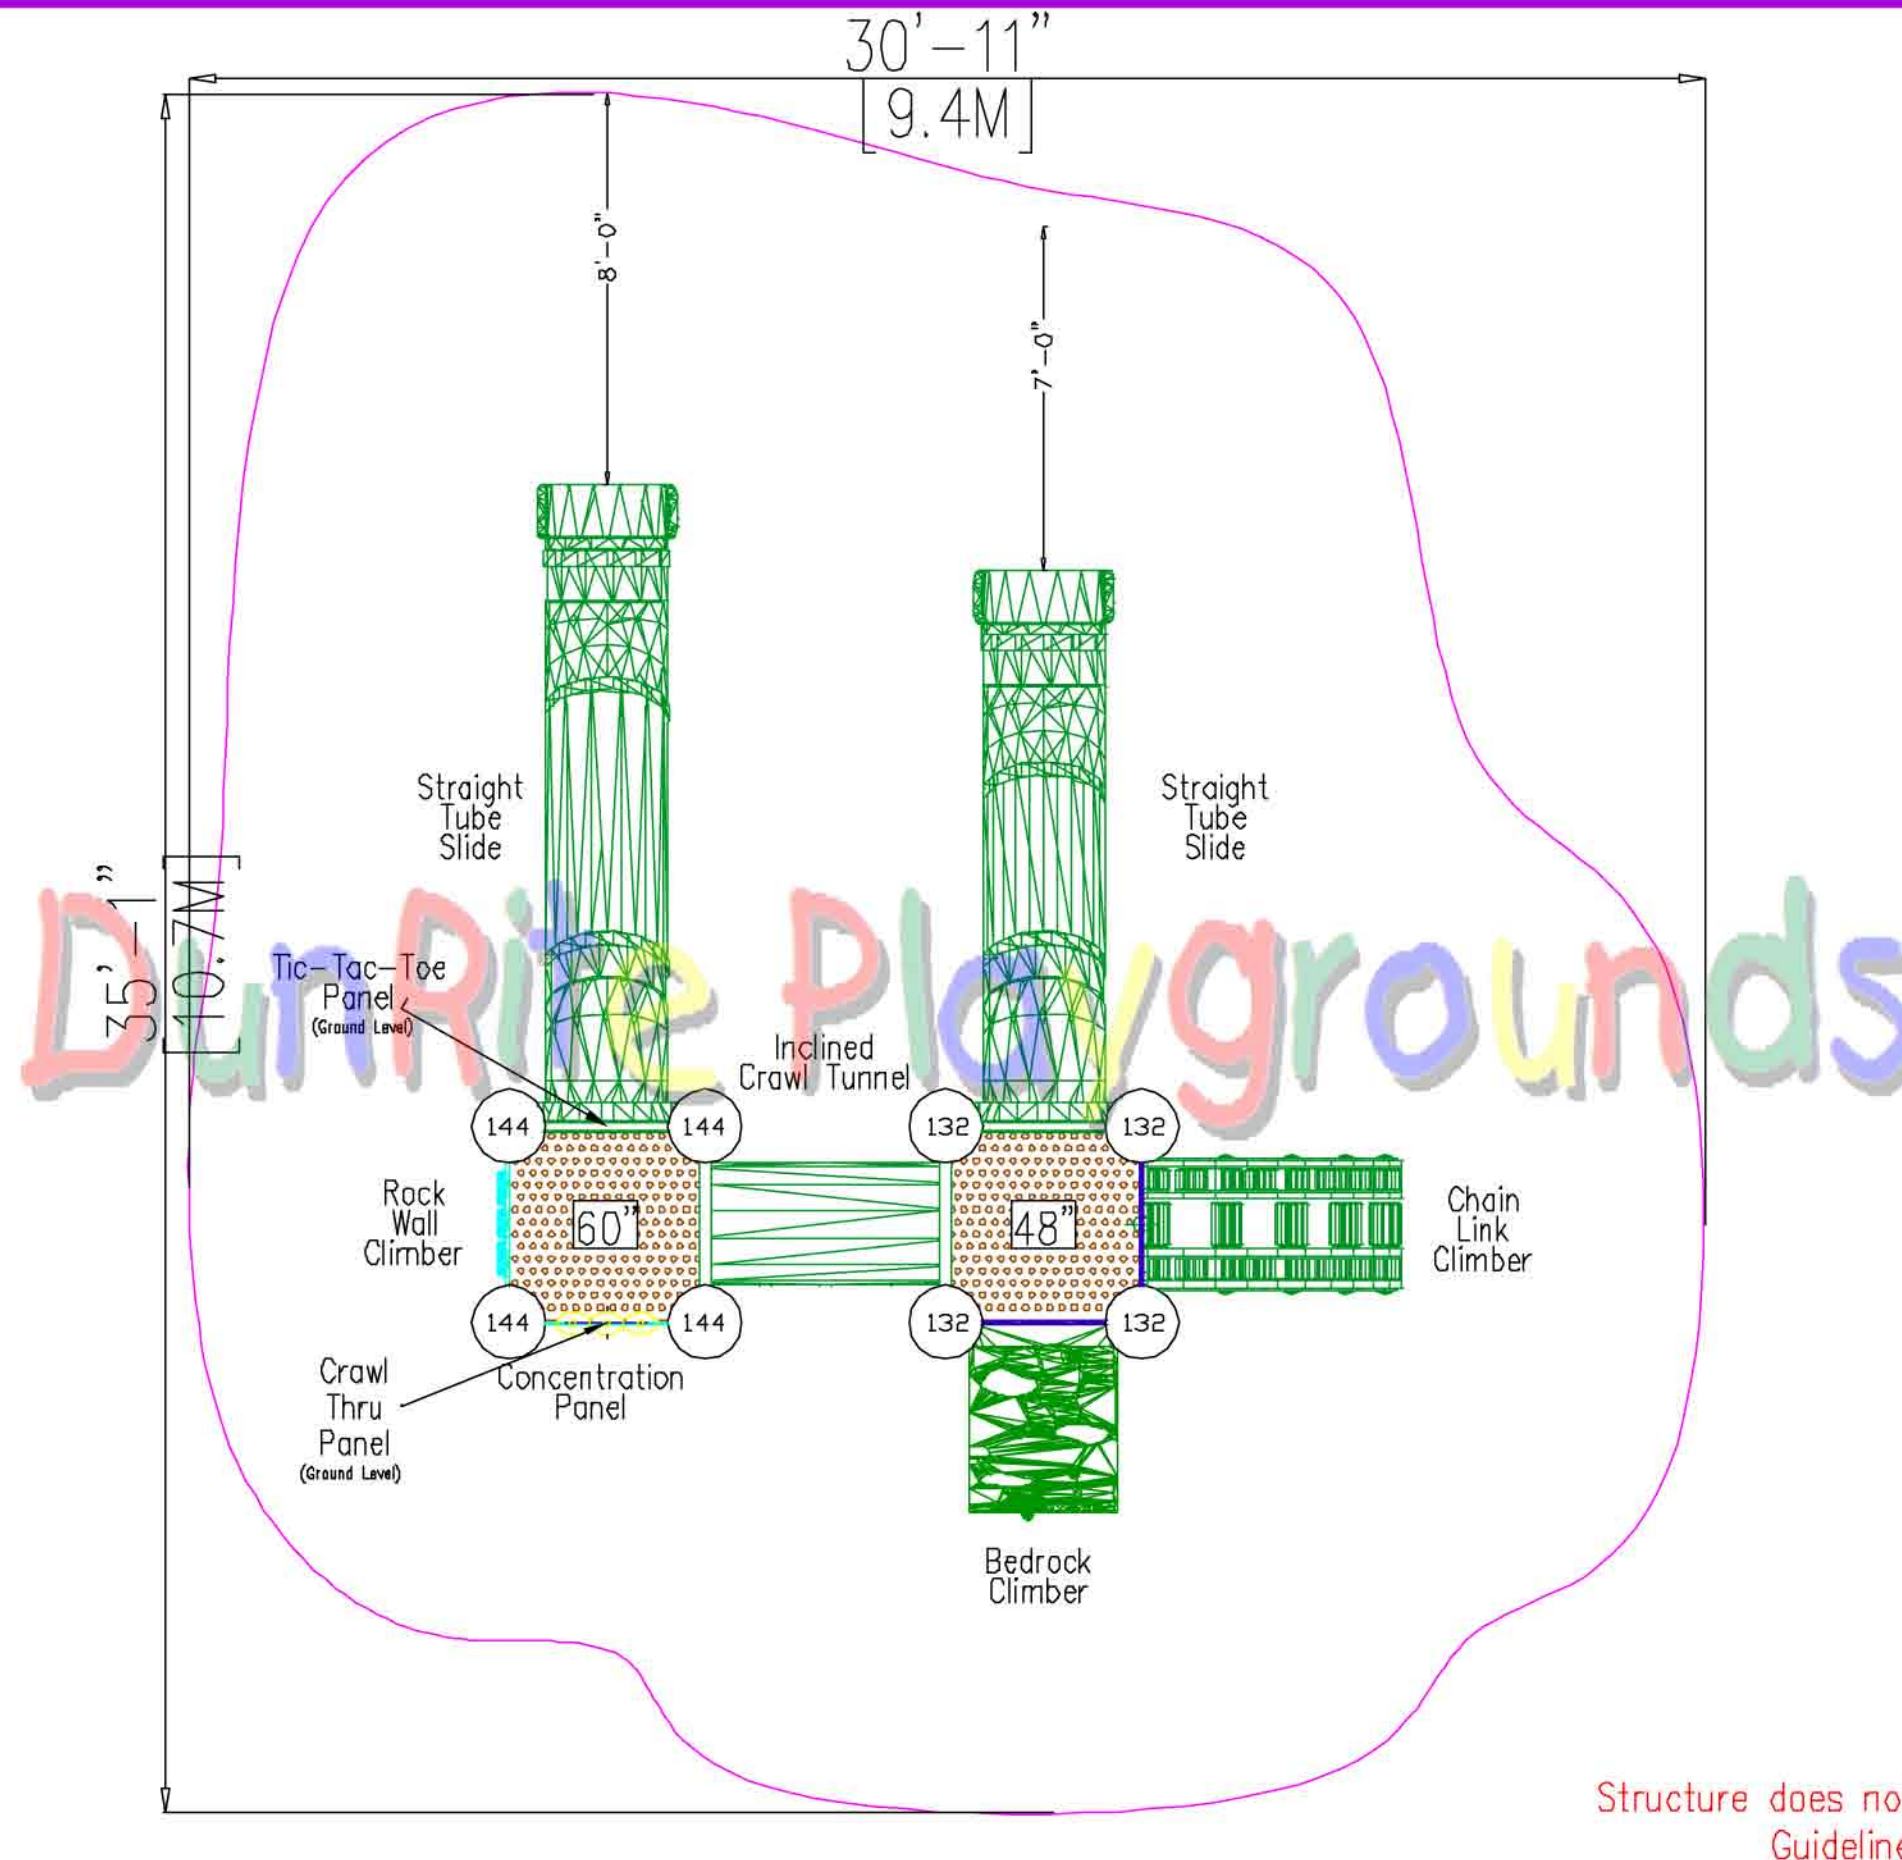 30'-11"
[9.4M]
8'-0"
7'-0"
Straight
Tube
Slide
Straight
Tube
Slide
35'-1"
[10.7M]
DunRite Playgrounds
Tic-Tac-Toe
Panel
(Ground Level)
Inclined
Crawl Tunnel
144
144
132
132
Rock
Wall
Climber
60"
48"
Chain
Link
Climber
144
144
132
132
Crawl
Thru
Panel
(Ground Level)
Concentration
Panel
Bedrock
Climber
Structure does no
Guideline